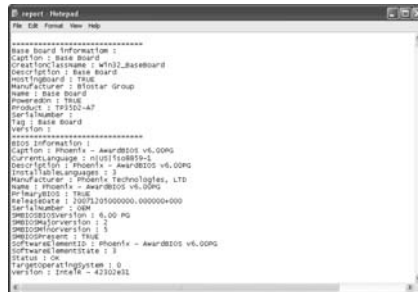 report - Notepad
File Edit Format View Help
==============================
Base Board information :
Caption : Base Board
CreationClassName : Win32_BaseBoard
Description : Base Board
HostingBoard : TRUE
Manufacturer : Biostar Group
Name : Base Board
PoweredOn : TRUE
Product : TP35D2-A7
SerialNumber :
Tag : Base Board
Version :
==============================
BIOS Information :
Caption : Phoenix - AwardBIOS v6.00PG
CurrentLanguage : n|US|iso8859-1
Description : Phoenix - AwardBIOS v6.00PG
InstallableLanguages : 3
Manufacturer : Phoenix Technologies, LTD
Name : Phoenix - AwardBIOS v6.00PG
PrimaryBIOS : TRUE
ReleaseDate : 20071205000000.000000+000
SerialNumber : OEM
SMBIOSBIOSVersion : 6.00 PG
SMBIOSMajorVersion : 2
SMBIOSMinorVersion : 5
SMBIOSPresent : TRUE
SoftwareElementID : Phoenix - AwardBIOS v6.00PG
SoftwareElementState : 3
Status : OK
TargetOperatingSystem : 0
Version : IntelR - 42302e31